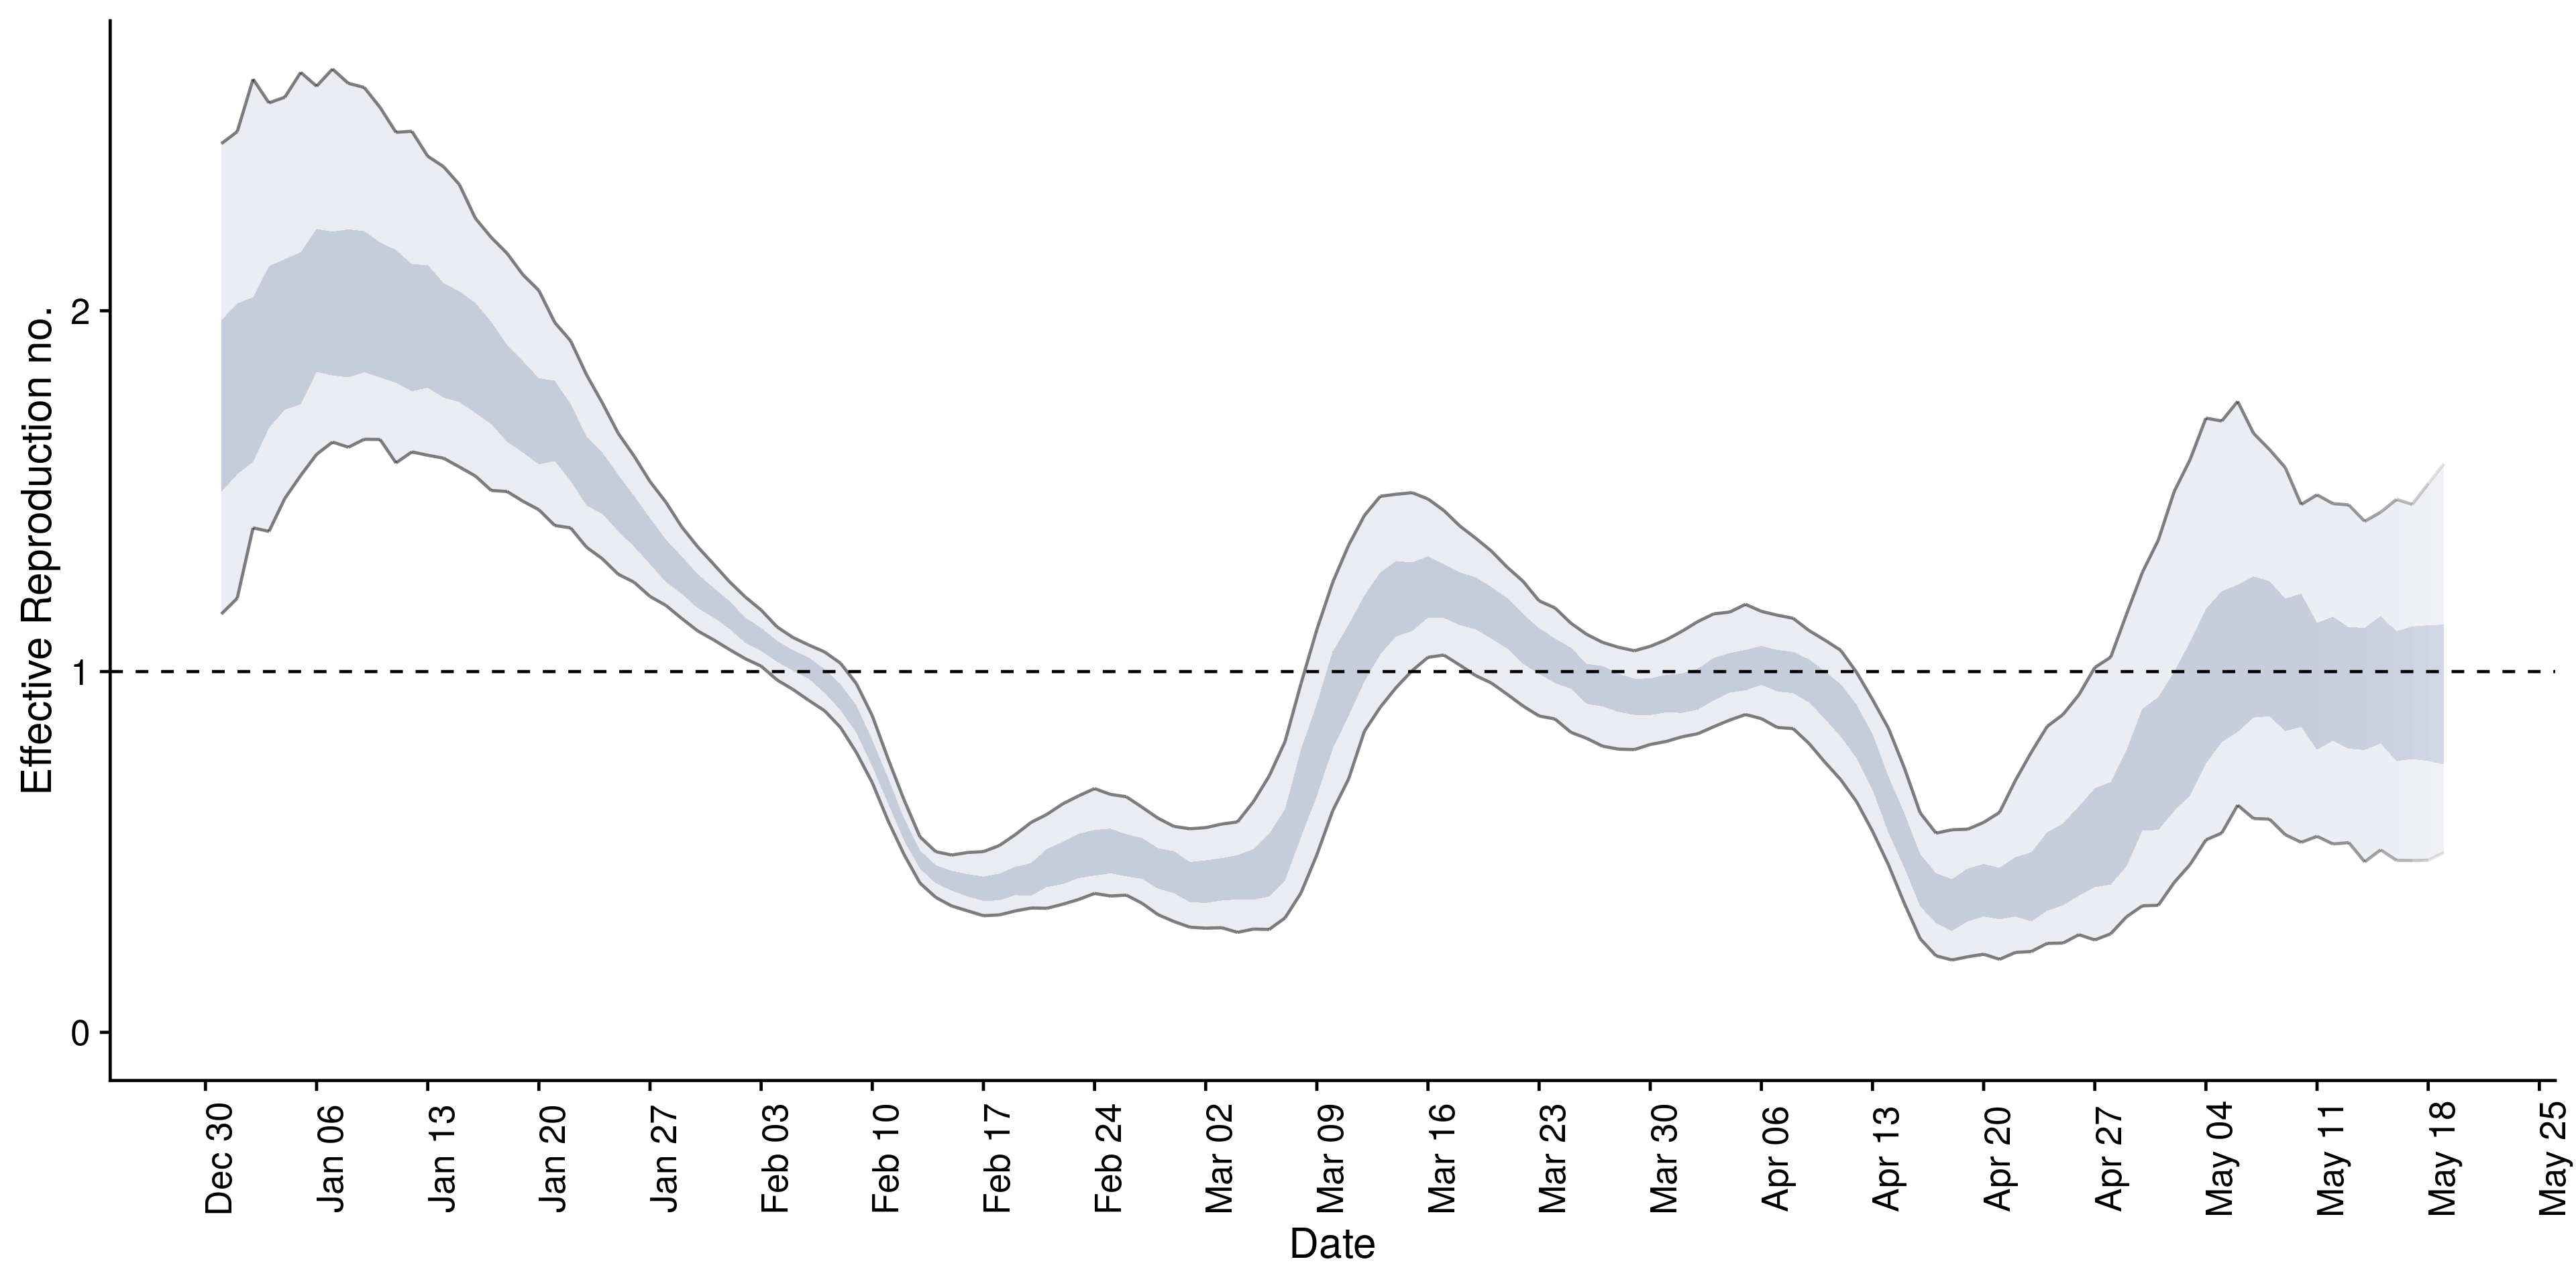 Effective Reproduction no.
2
1
0
Dec 30
Jan 06
Jan 13
Jan 20
Jan 27
Feb 03
Feb 10
Feb 17
Feb 24
Mar 02
Mar 09
Mar 16
Mar 23
Mar 30
Apr 06
Apr 13
Apr 20
Apr 27
May 04
May 11
May 18
May 25
Date